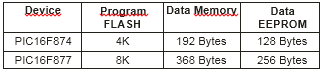 Device Program FLASH Data Memory Data EEPROM
PIC16F874 4K 192 Bytes 128 Bytes
PIC16F877 8K 368 Bytes 256 Bytes